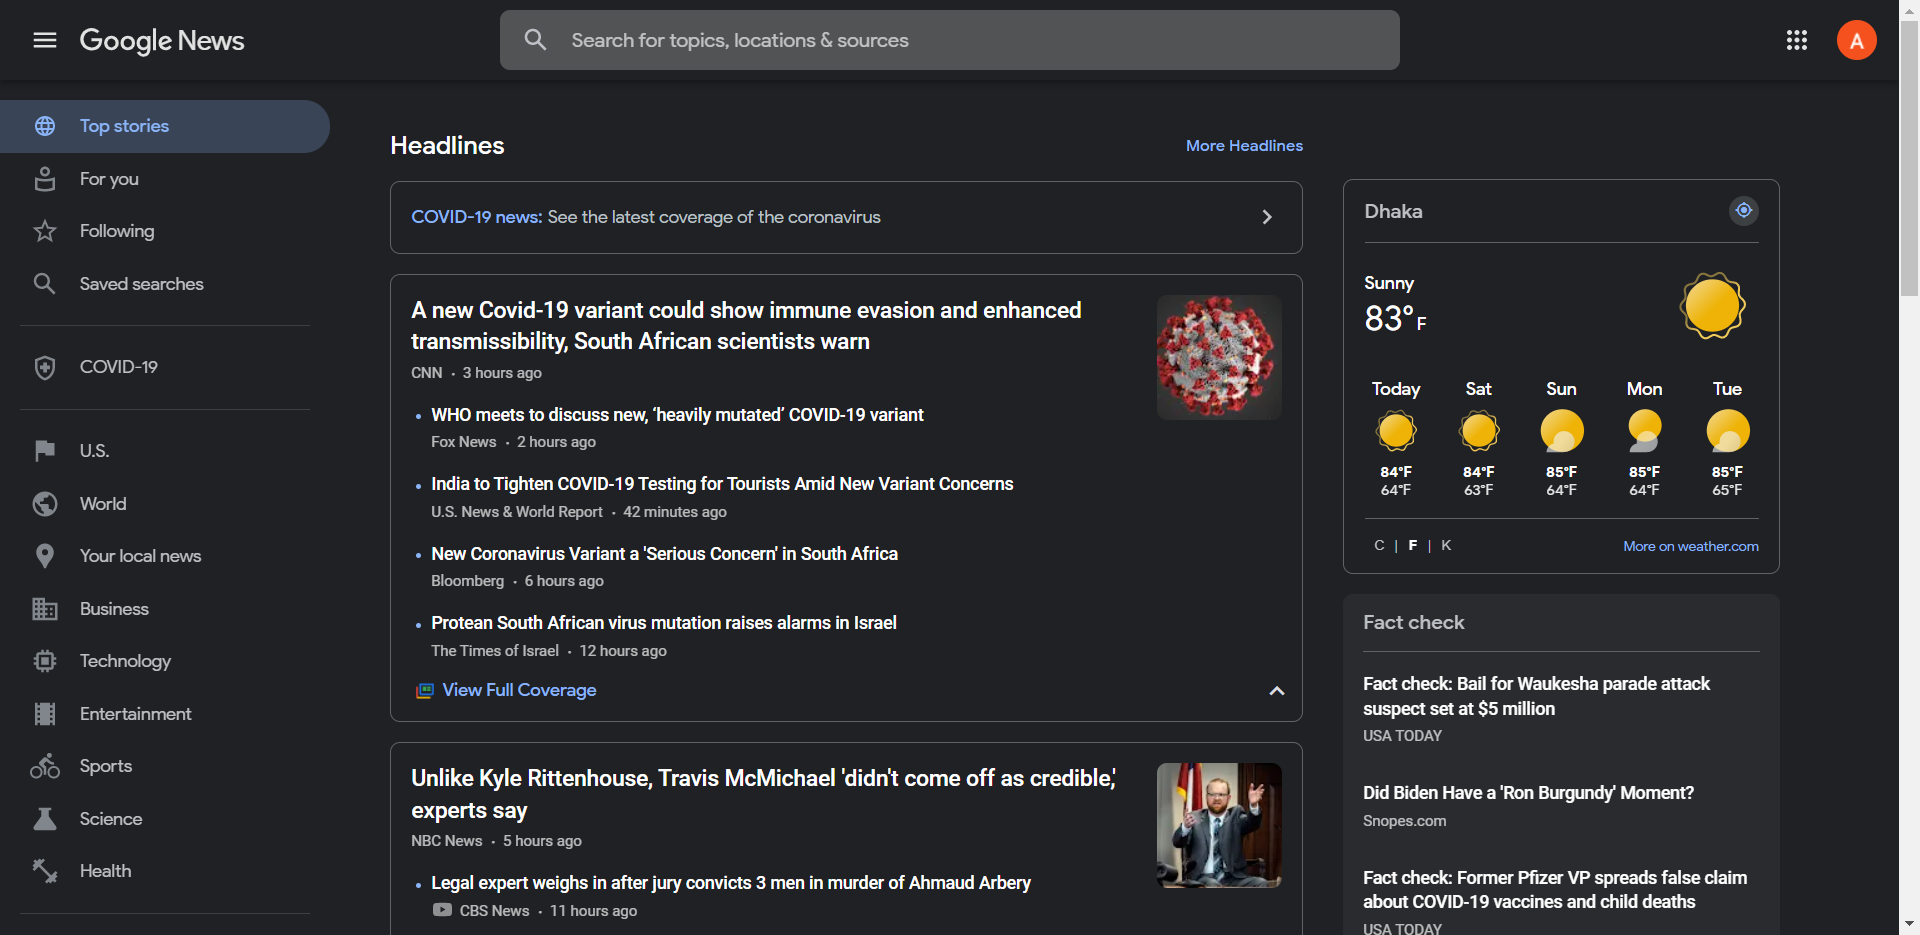 Google News
Search for topics, locations & sources
A
Top stories
For you
Following
Saved searches
COVID-19
U.S.
World
Your local news
Business
Technology
Entertainment
Sports
Science
Health
Headlines
More Headlines
COVID-19 news: See the latest coverage of the coronavirus
A new Covid-19 variant could show immune evasion and enhanced
transmissibility, South African scientists warn
CNN • 3 hours ago
• WHO meets to discuss new, ‘heavily mutated’ COVID-19 variant
Fox News • 2 hours ago
• India to Tighten COVID-19 Testing for Tourists Amid New Variant Concerns
U.S. News & World Report • 42 minutes ago
• New Coronavirus Variant a 'Serious Concern' in South Africa
Bloomberg • 6 hours ago
• Protean South African virus mutation raises alarms in Israel
The Times of Israel • 12 hours ago
View Full Coverage
Unlike Kyle Rittenhouse, Travis McMichael 'didn't come off as credible,'
experts say
NBC News • 5 hours ago
• Legal expert weighs in after jury convicts 3 men in murder of Ahmaud Arbery
CBS News • 11 hours ago
Dhaka
Sunny
83°F
Today Sat Sun Mon Tue
84°F 84°F 85°F 85°F 85°F
64°F 63°F 64°F 64°F 65°F
C | F | K
More on weather.com
Fact check
Fact check: Bail for Waukesha parade attack
suspect set at $5 million
USA TODAY
Did Biden Have a 'Ron Burgundy' Moment?
Snopes.com
Fact check: Former Pfizer VP spreads false claim
about COVID-19 vaccines and child deaths
USA TODAY